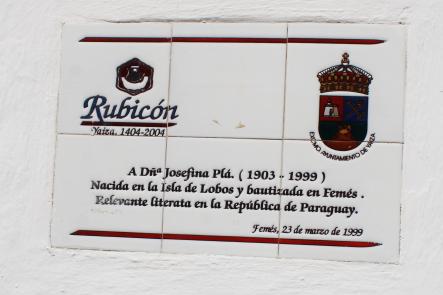 Rubicón
Yaiza. 1404-2004
EXCMO. AYUNTAMIENTO DE YAIZA
A Dñª Josefina Plá. ( 1903 - 1999 )
Nacida en la Isla de Lobos y bautizada en Femés .
Relevante literata en la República de Paraguay.
Femés, 23 de marzo de 1999